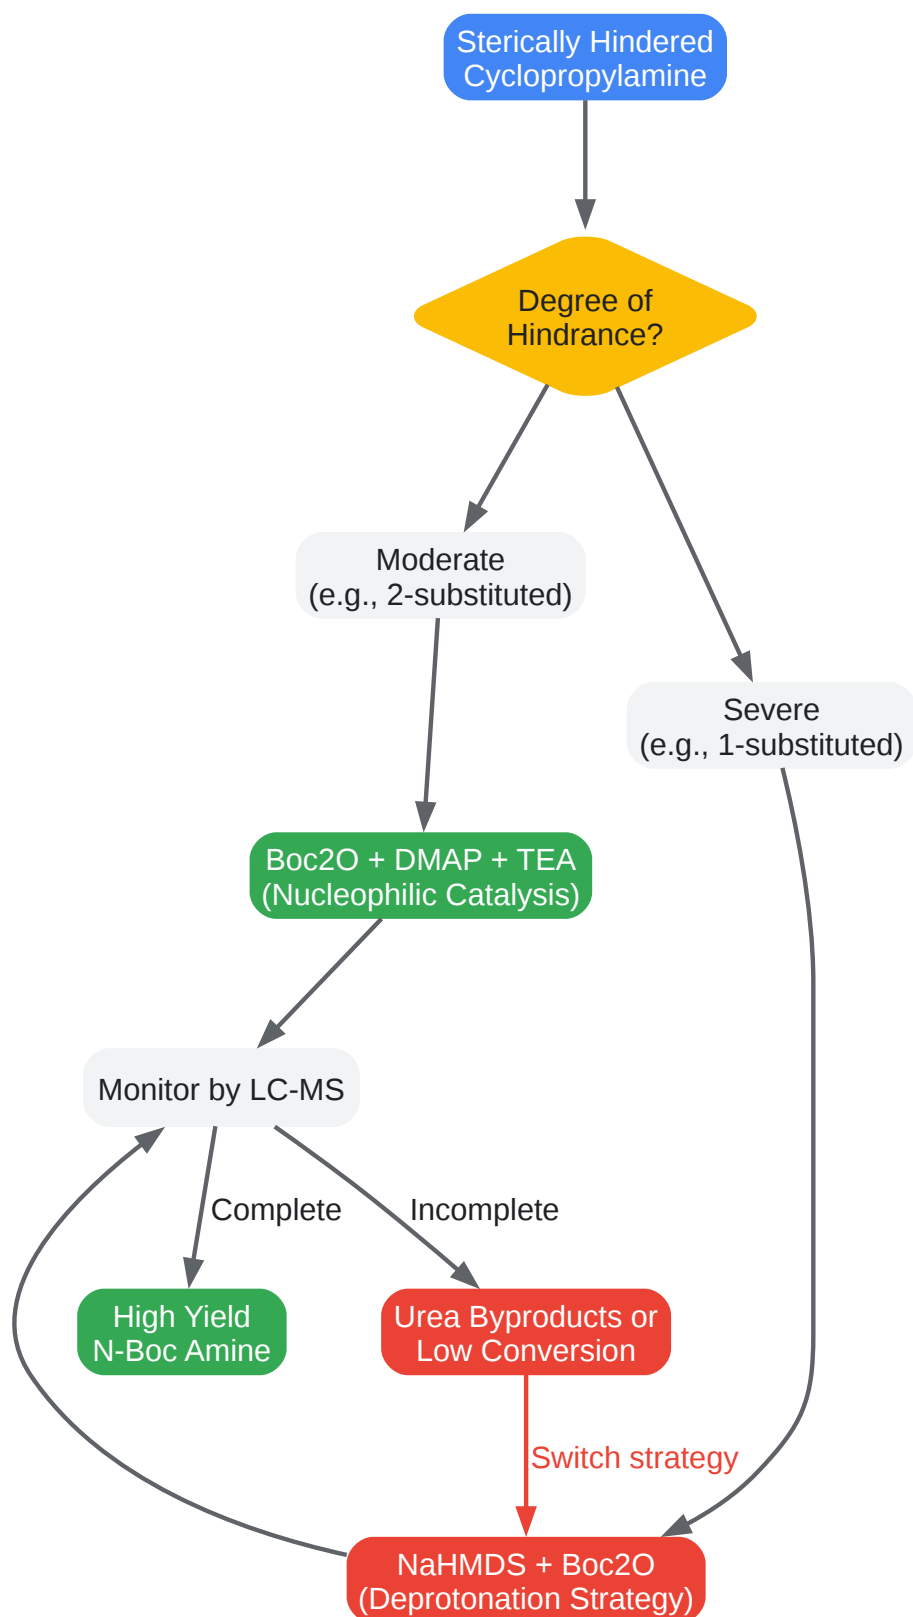 Sterically Hindered
Cyclopropylamine
Degree of
Hindrance?
Moderate
(e.g., 2-substituted)
Severe
(e.g., 1-substituted)
Boc2O + DMAP + TEA
(Nucleophilic Catalysis)
Monitor by LC-MS
Complete
Incomplete
High Yield
N-Boc Amine
Urea Byproducts or
Low Conversion
Switch strategy
NaHMDS + Boc2O
(Deprotonation Strategy)